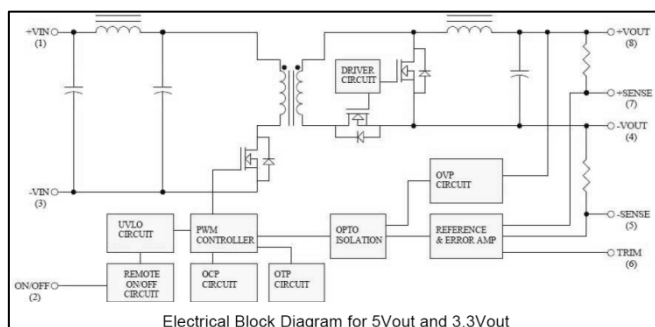 +VIN
(1)
+VOUT
(8)
DRIVER
CIRCUIT
+SENSE
(7)
-VOUT
(4)
-VIN
(3)
OVP
CIRCUIT
UVLO
CIRCUIT
PWM
CONTROLLER
OPTO
ISOLATION
REFERENCE
& ERROR AMP
-SENSE
(5)
TRIM
(6)
ON/OFF
(2)
REMOTE
ON/OFF
CIRCUIT
OCP
CIRCUIT
OTP
CIRCUIT
Electrical Block Diagram for 5Vout and 3.3Vout